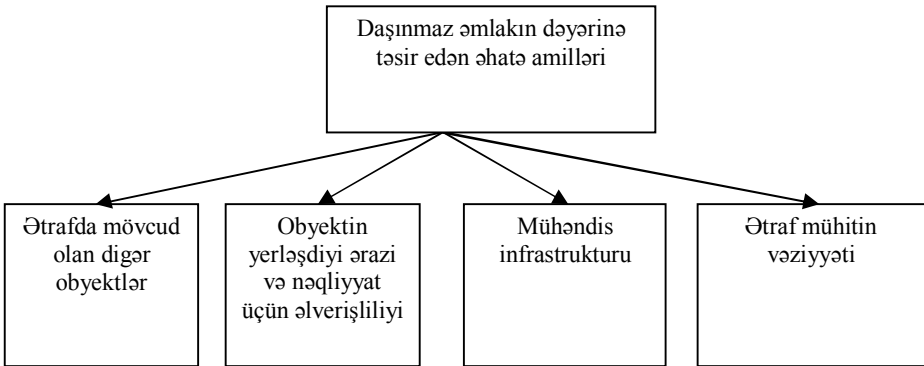 Daşınmaz əmlakın dəyərinə
təsir edən əhatə amilləri
Ətrafda mövcud
olan digər
obyektlər
Obyektin
yerləşdiyi ərazi
və nəqliyyat
üçün əlverişliliyi
Mühəndis
infrastrukturu
Ətraf mühitin
vəziyyəti